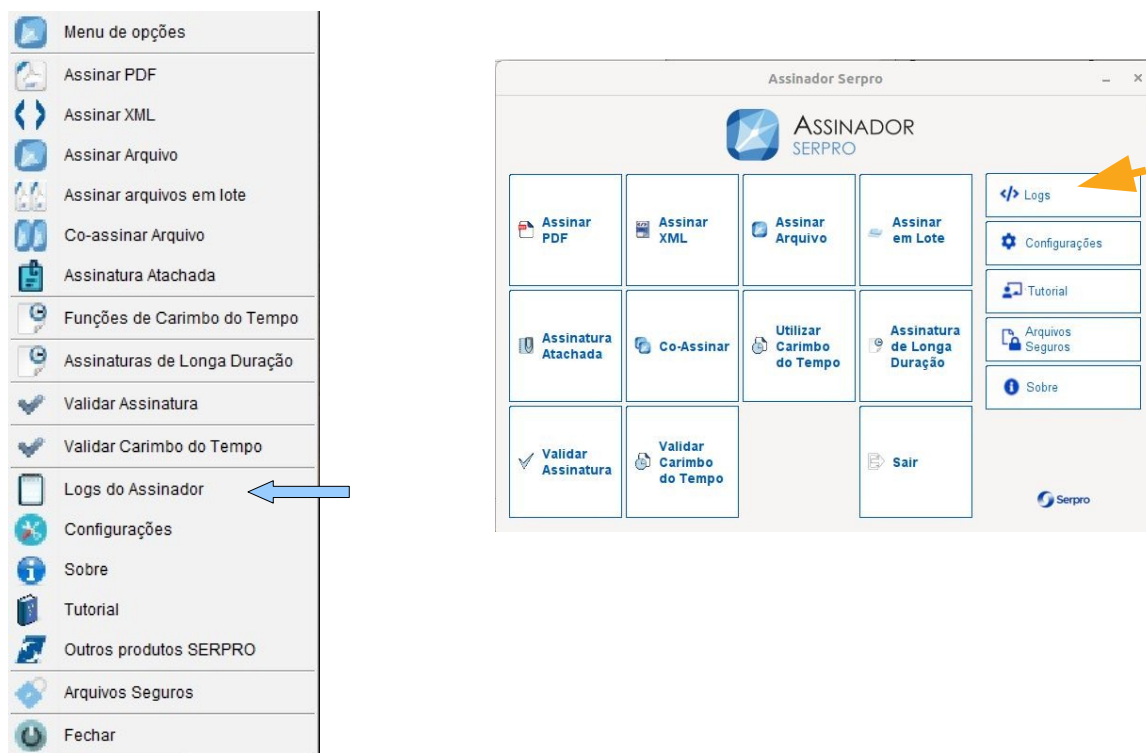 Menu de opções
Assinar PDF
Assinar XML
Assinar Arquivo
Assinar arquivos em lote
Co-assinar Arquivo
Assinatura Atachada
Funções de Carimbo do Tempo
Assinaturas de Longa Duração
Validar Assinatura
Validar Carimbo do Tempo
Logs do Assinador
Configurações
Sobre
Tutorial
Outros produtos SERPRO
Arquivos Seguros
Fechar
Assinador Serpro
ASSINADOR
SERPRO
Assinar
PDF
Assinar
XML
Assinar
Arquivo
Assinar
em Lote
Assinatura
Atachada
Co-Assinar
Utilizar
Carimbo
do Tempo
Assinatura
de Longa
Duração
Validar
Assinatura
Validar
Carimbo
do Tempo
Sair
Logs
Configurações
Tutorial
Arquivos
Seguros
Sobre
Serpro